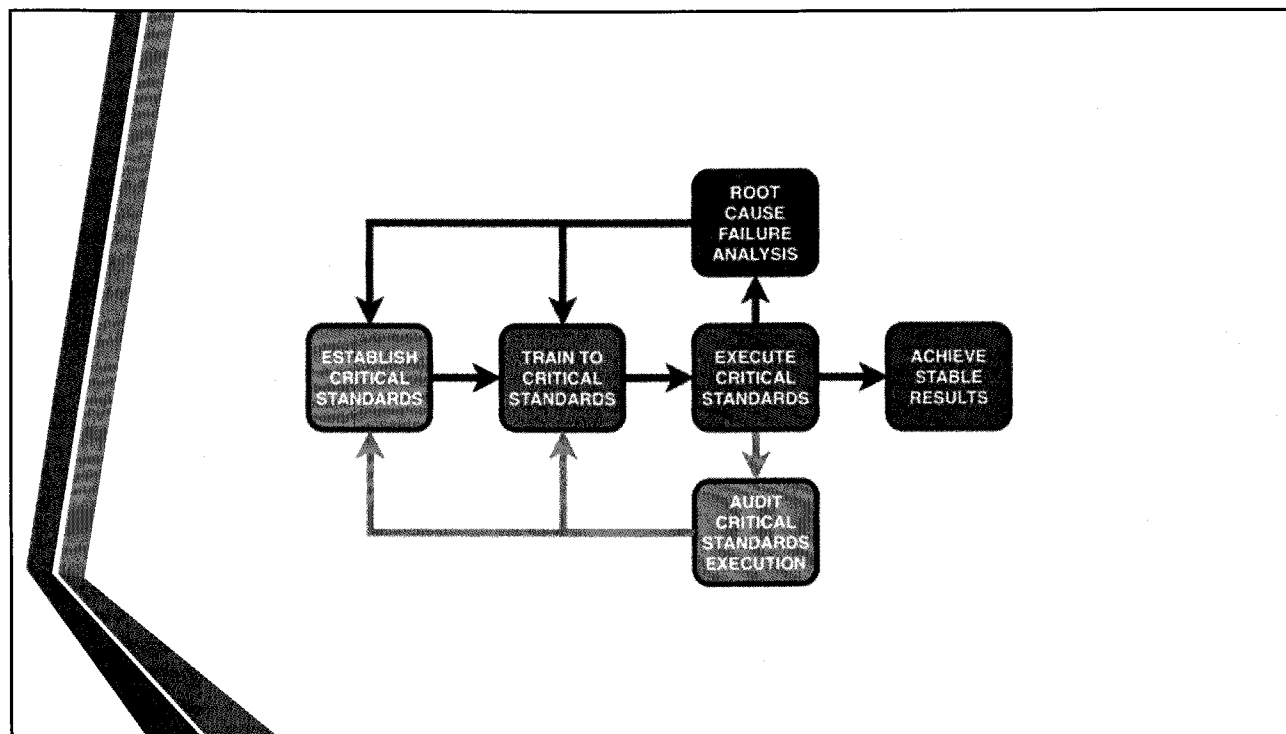 ROOT
CAUSE
FAILURE
ANALYSIS
ESTABLISH
CRITICAL
STANDARDS
TRAIN TO
CRITICAL
STANDARDS
EXECUTE
CRITICAL
STANDARDS
ACHIEVE
STABLE
RESULTS
AUDIT
CRITICAL
STANDARDS
EXECUTION